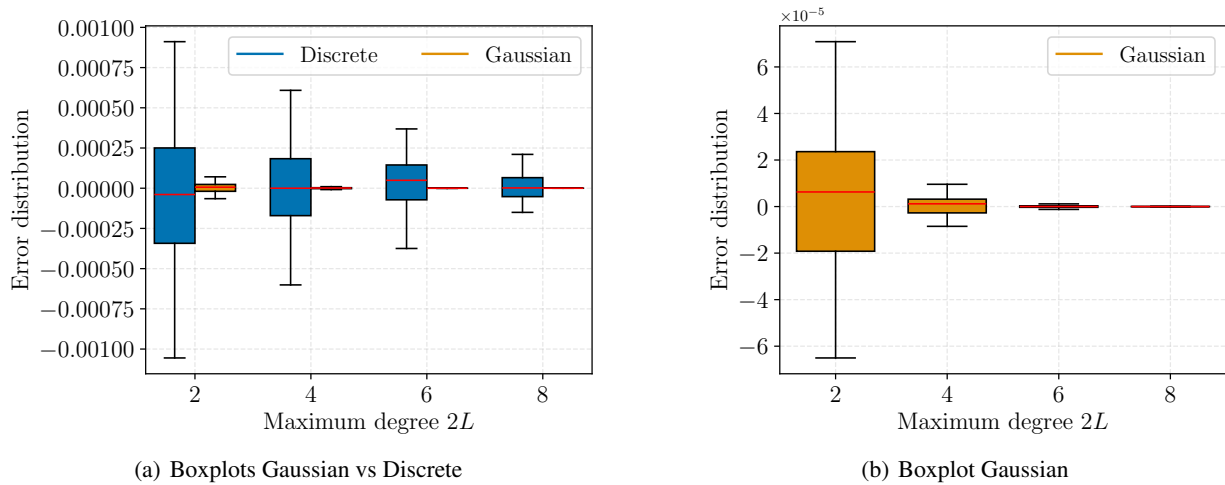 0.00100
0.00075
0.00050
0.00025
0.00000
−0.00025
−0.00050
−0.00075
−0.00100
Error distribution
Discrete Gaussian
2 4 6 8
Maximum degree 2L
(a) Boxplots Gaussian vs Discrete
×10⁻⁵
6
4
2
0
−2
−4
−6
Error distribution
Gaussian
2 4 6 8
Maximum degree 2L
(b) Boxplot Gaussian